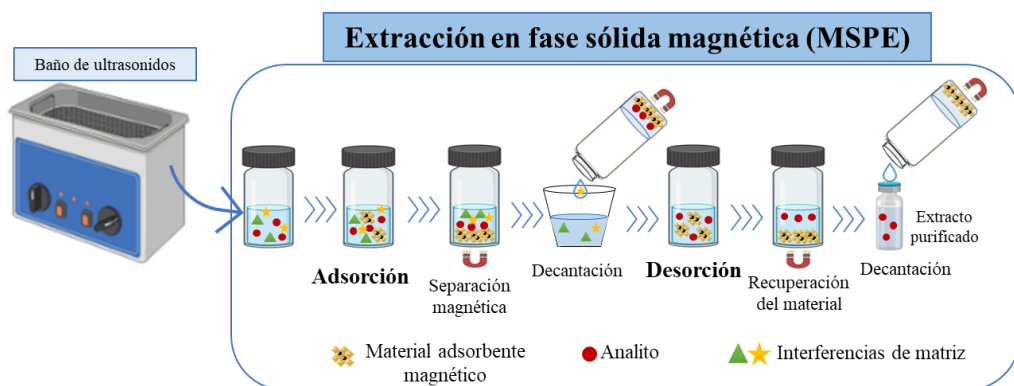 Extracción en fase sólida magnética (MSPE)
Baño de ultrasonidos
Adsorción
Separación
magnética
Decantación
Desorción
Recuperación
del material
Extracto
purificado
Decantación
Material adsorbente
magnético
Analito
Interferencias de matriz